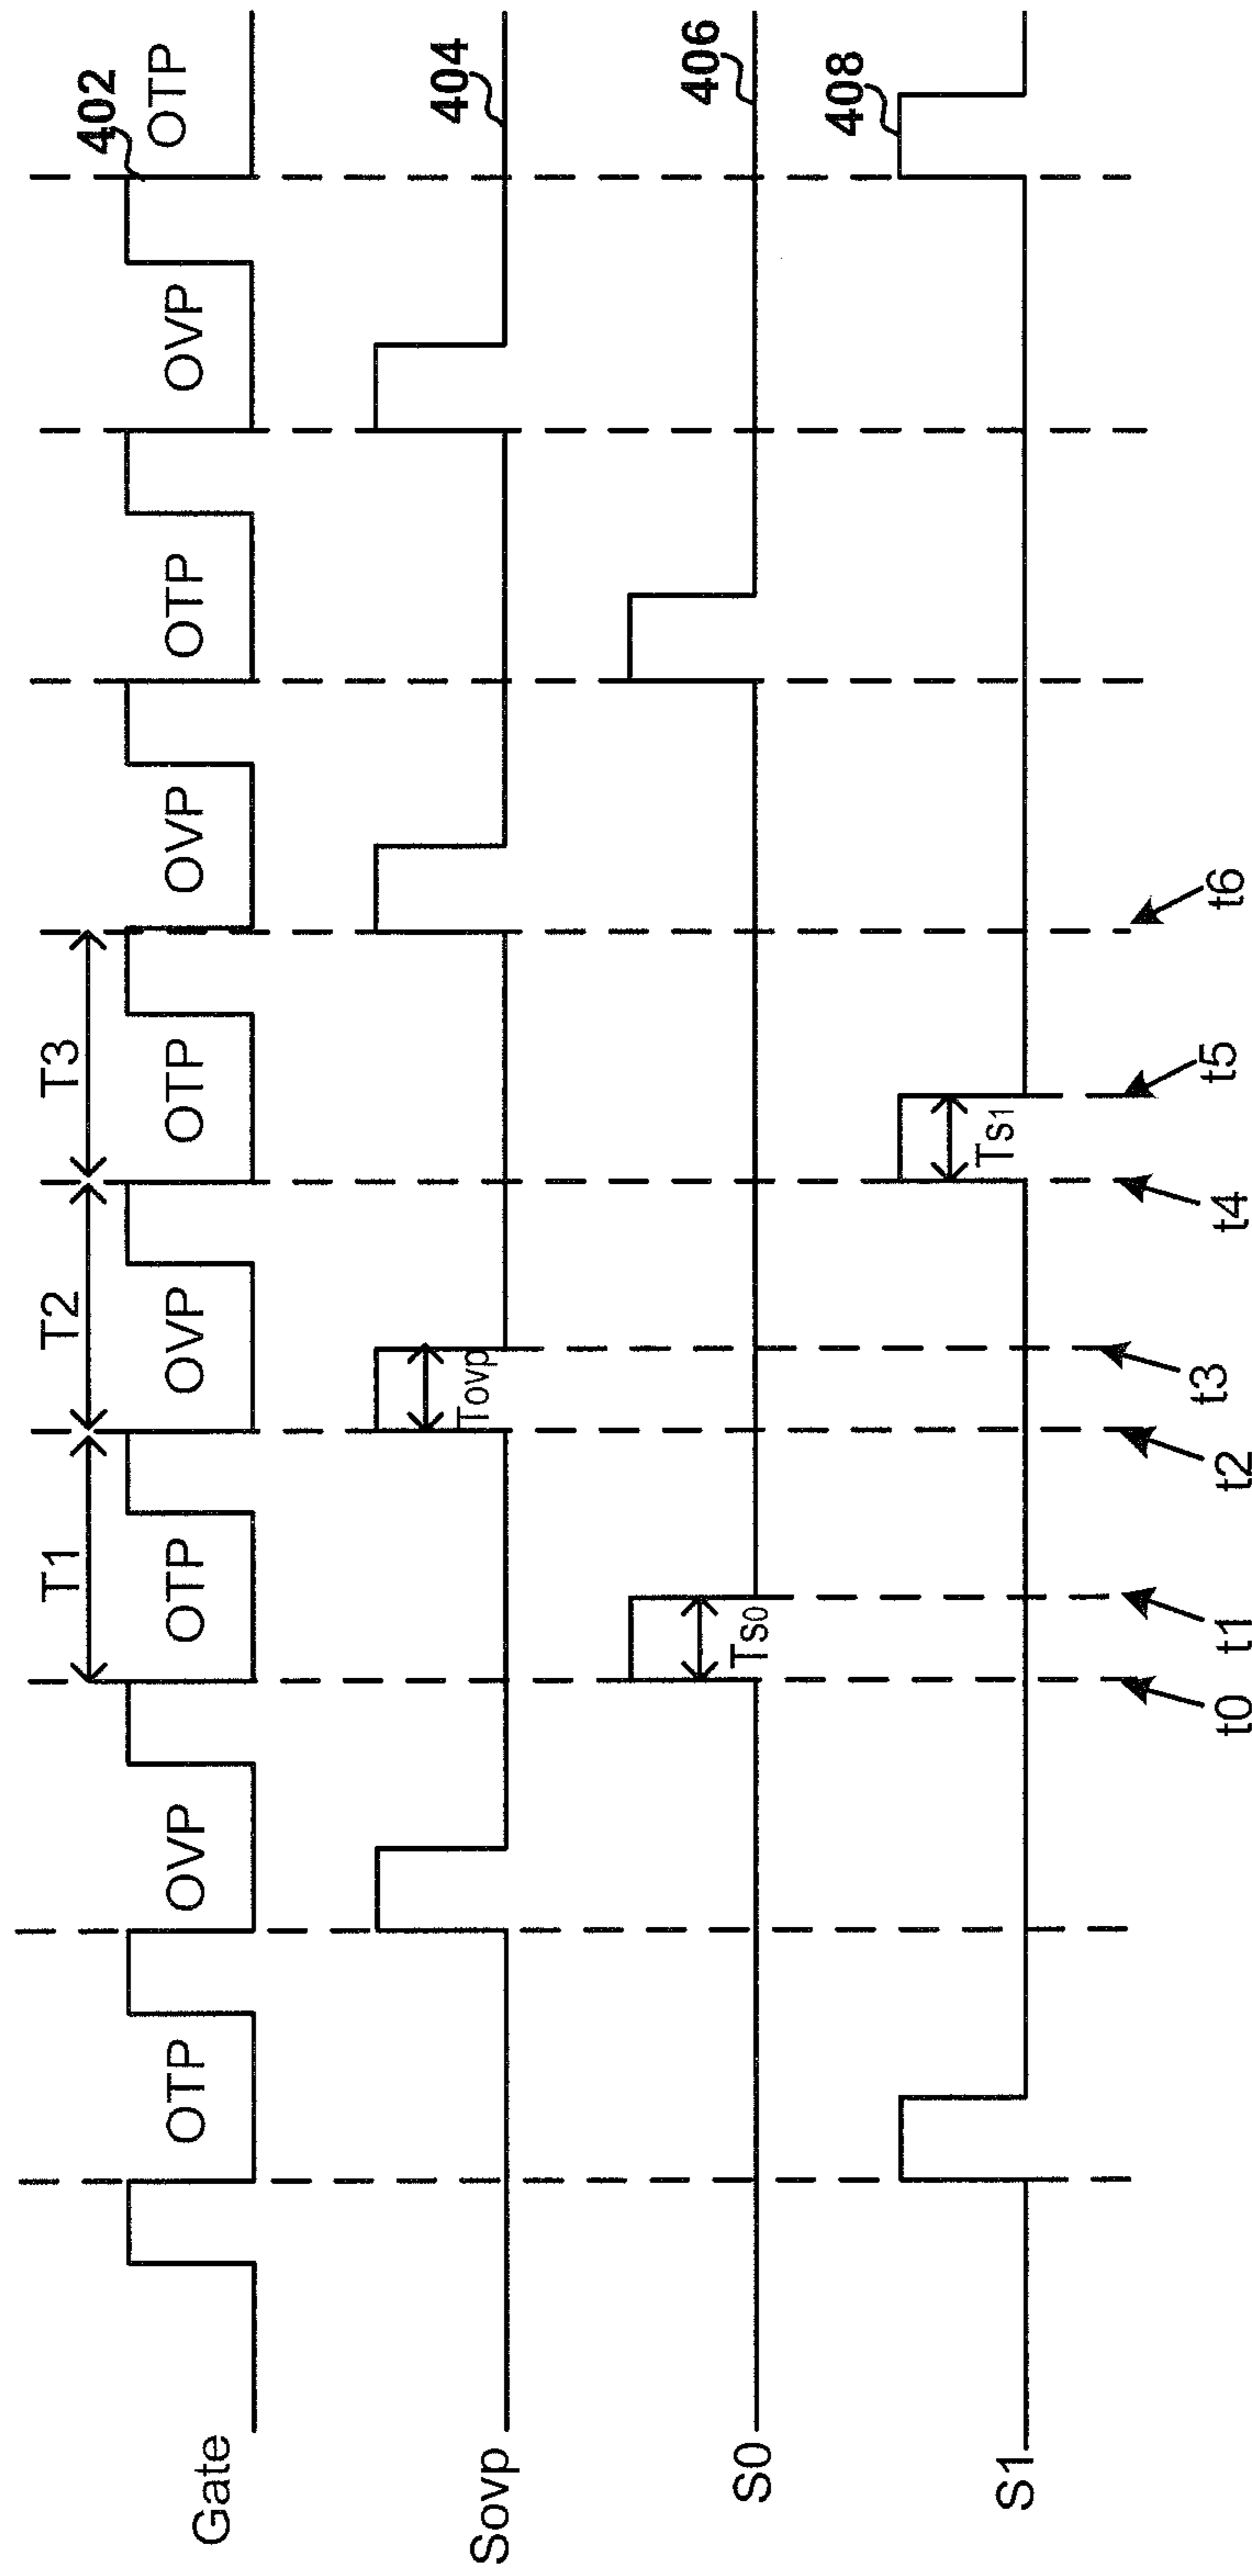 T1 T2 T3
402
Gate OTP OVP OTP OVP OTP OVP OTP OVP OTP
404
Sovp Tovp
406
S0 Ts0
408
S1 Ts1
t0 t1 t2 t3 t4 t5 t6